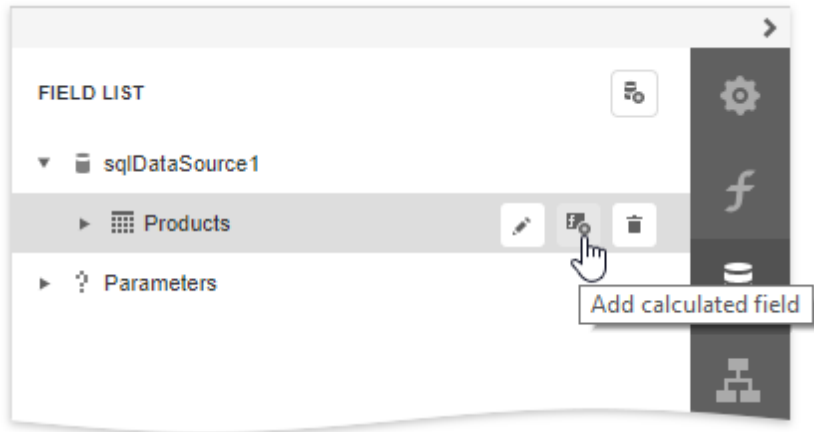 FIELD LIST
sqlDataSource1
Products
Parameters
Add calculated field